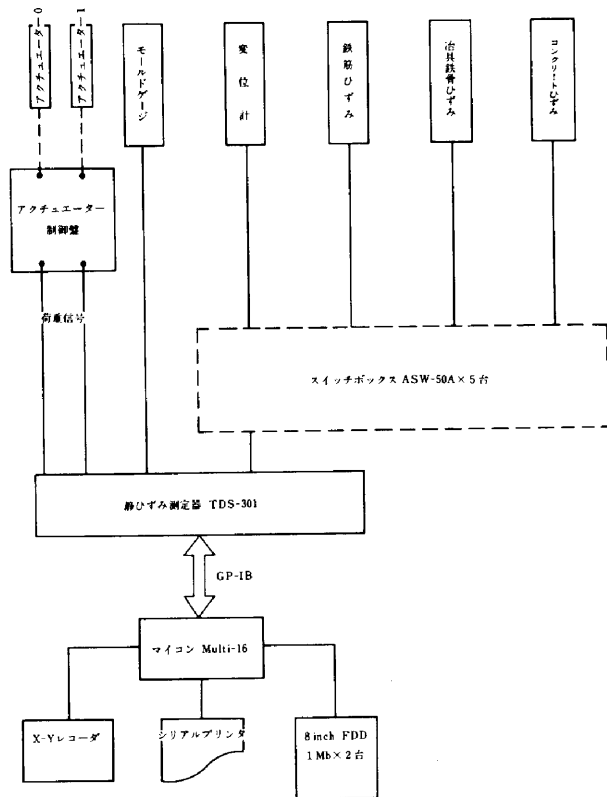 アクチュエーター0
アクチュエーター1
モールドゲージ
変位計
鉄筋ひずみ
冶具鉄骨ひずみ
コンクリートひずみ
アクチュエーター
制御盤
荷重信号
スイッチボックス ASW-50A×5台
静ひずみ測定器 TDS-301
GP-IB
マイコン Multi-16
X-Yレコーダ
シリアルプリンタ
8inch FDD
1Mb×2台